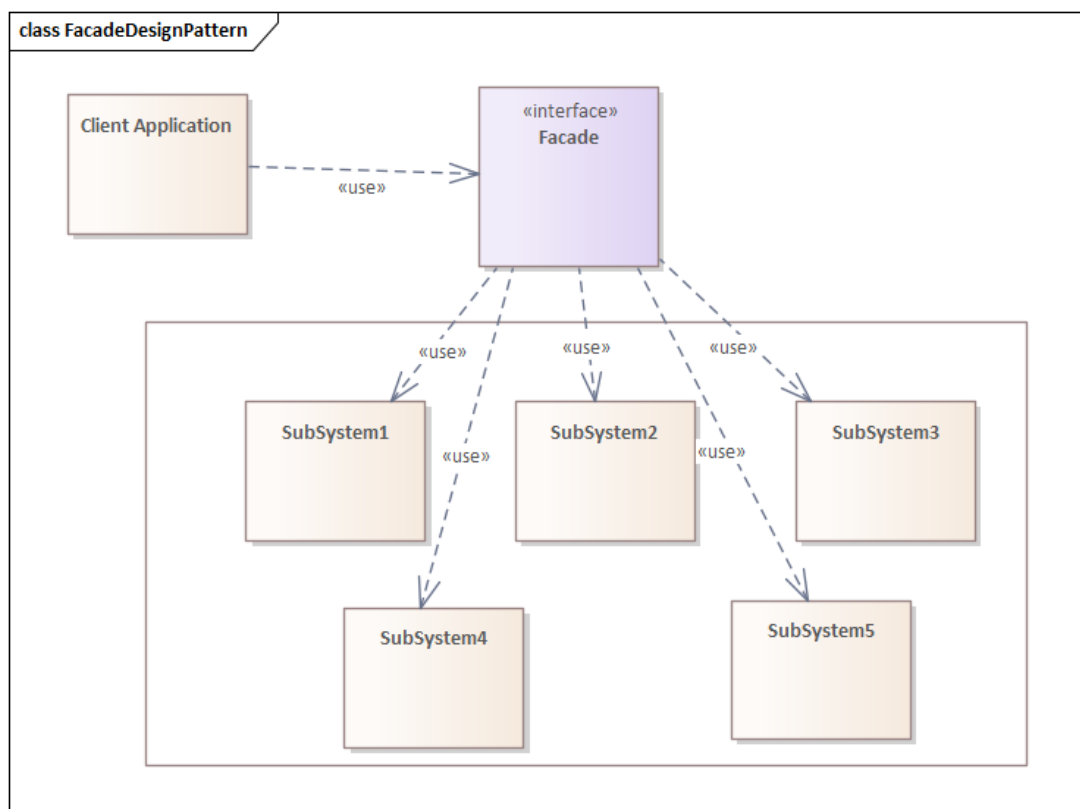 class FacadeDesignPattern
Client Application
«interface»
Facade
«use»
«use»
«use»
«use»
SubSystem1
SubSystem2
SubSystem3
«use»
«use»
SubSystem4
SubSystem5